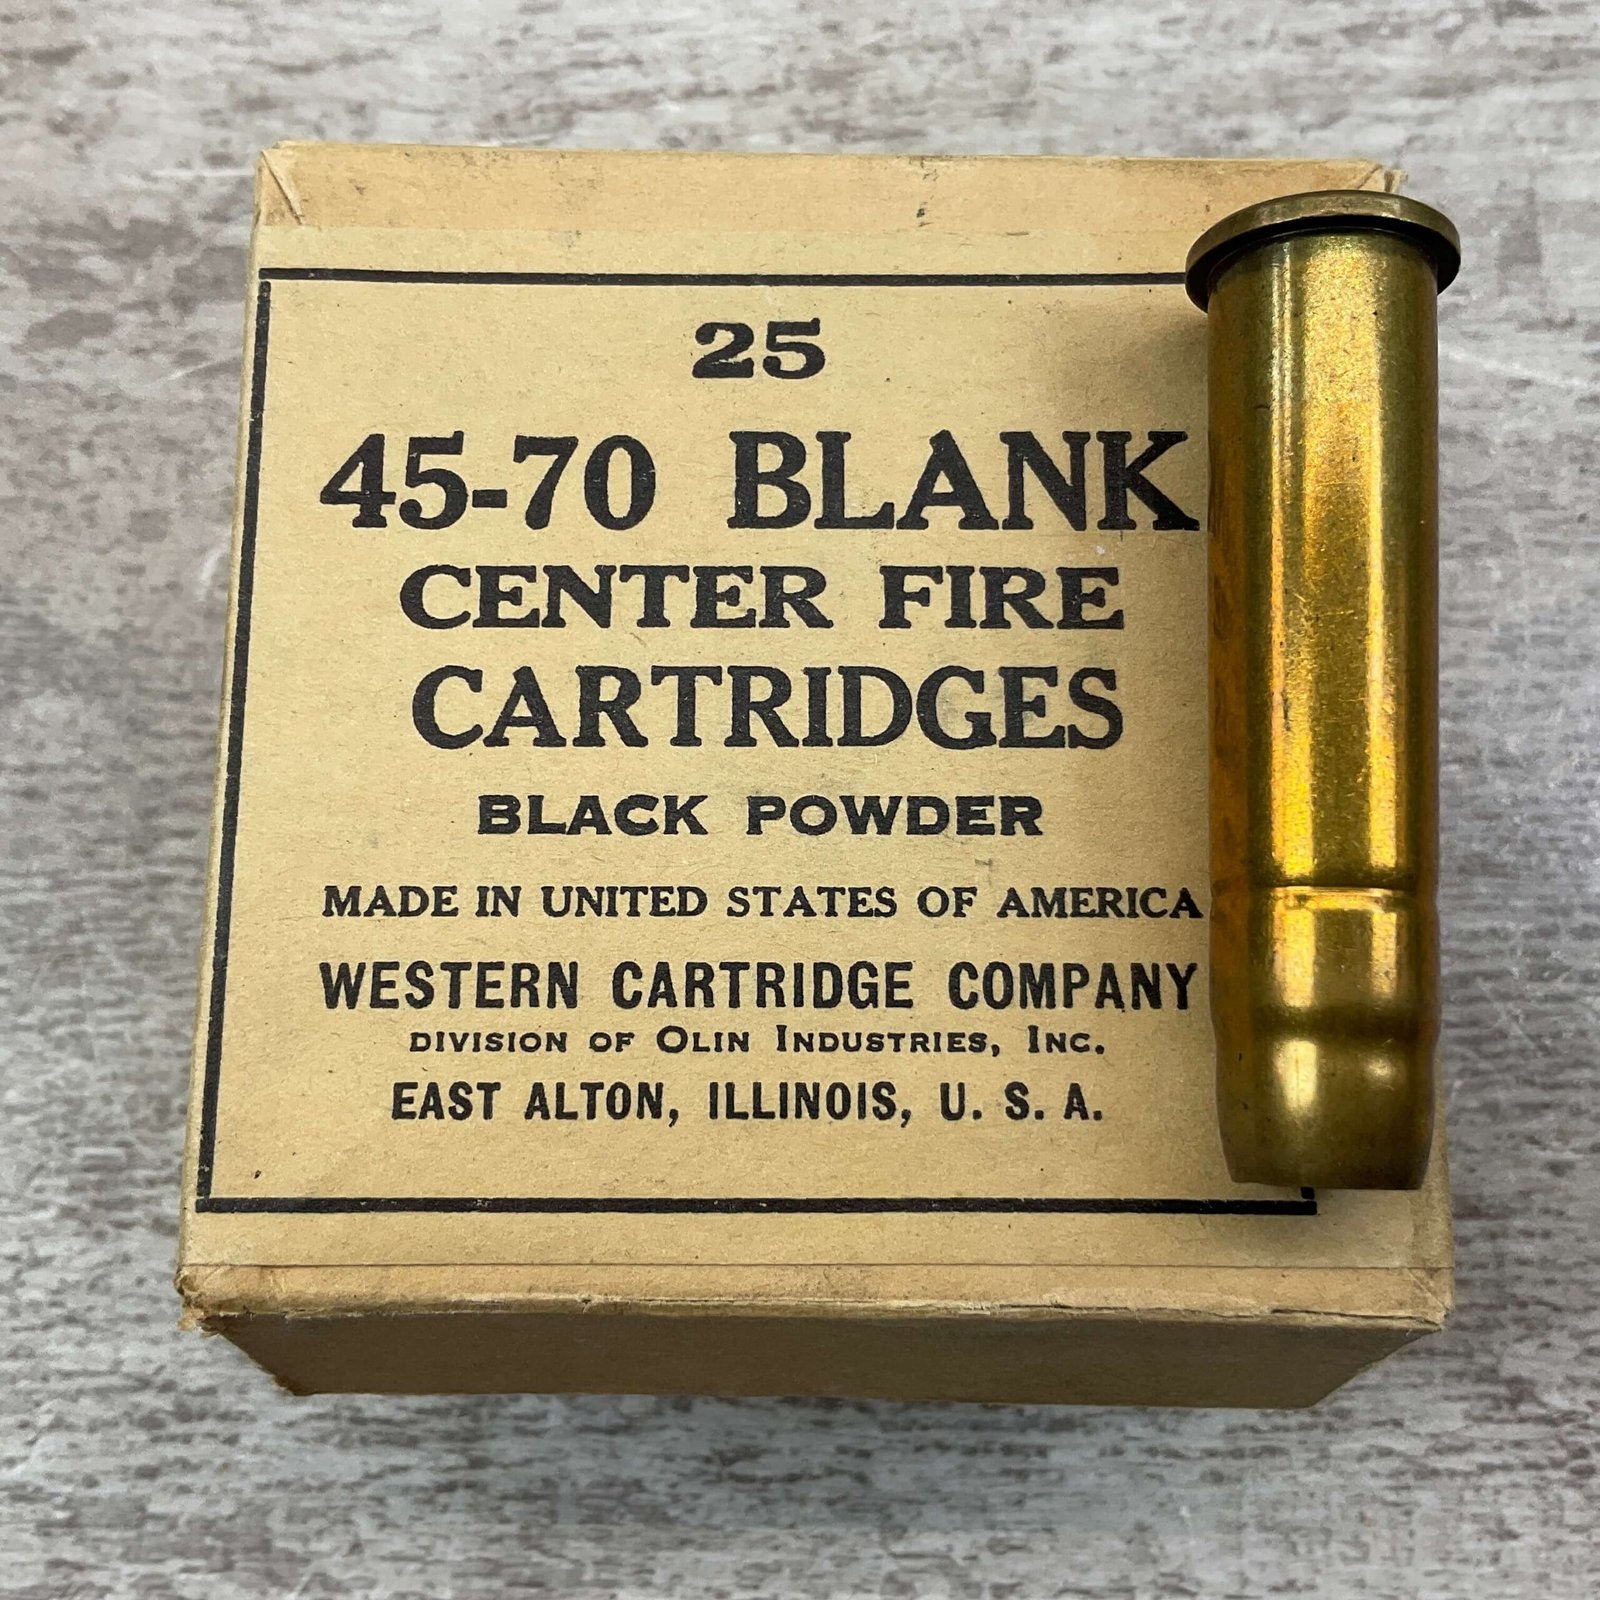 25
45-70 BLANK
CENTER FIRE
CARTRIDGES
BLACK POWDER
MADE IN UNITED STATES OF AMERICA
WESTERN CARTRIDGE COMPANY
DIVISION OF OLIN INDUSTRIES, INC.
EAST ALTON, ILLINOIS, U. S. A.